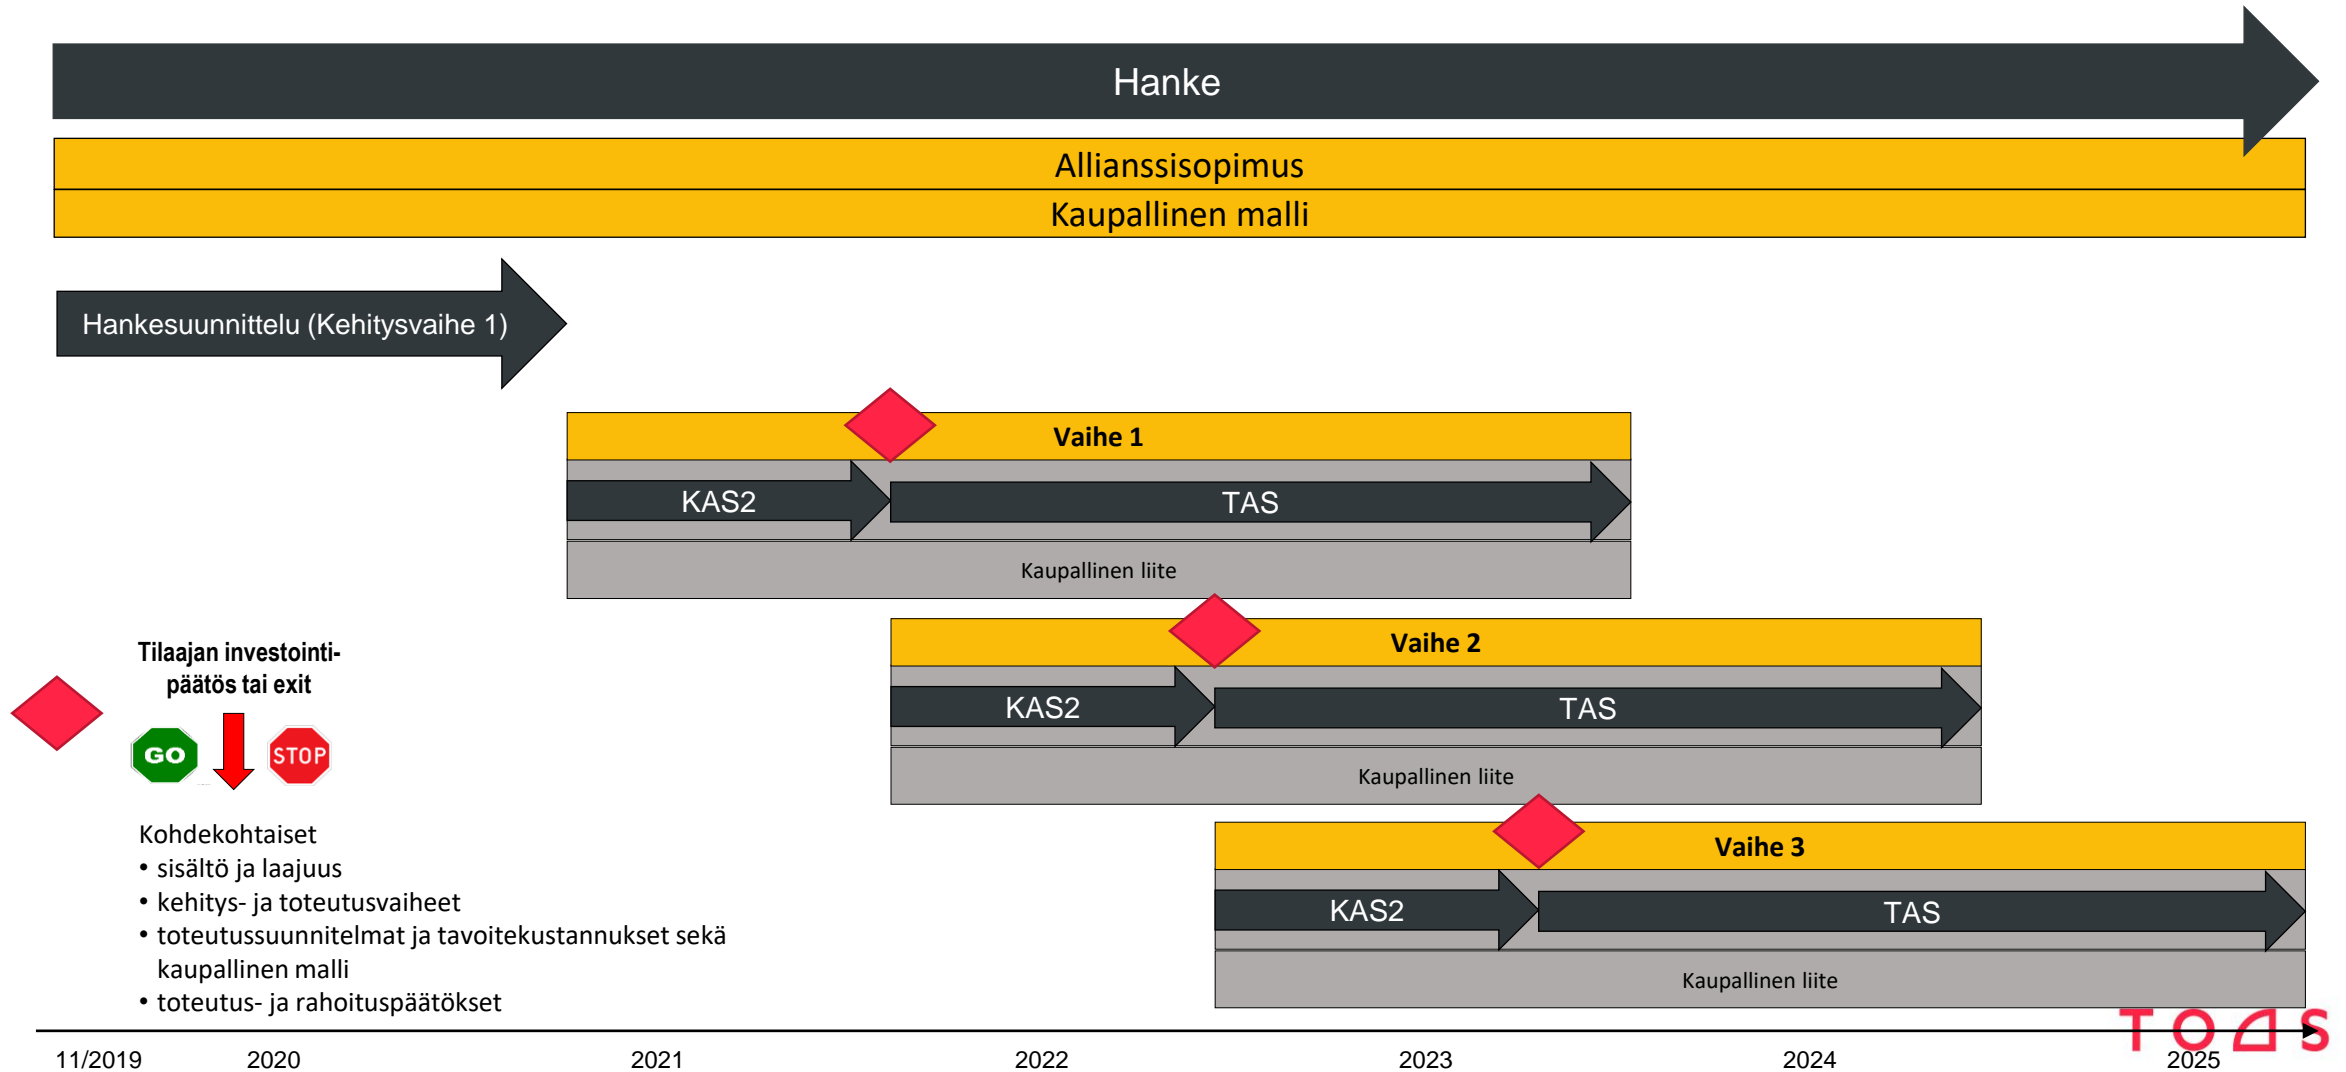 Hanke
Allianssisopimus
Kaupallinen malli
Hankesuunnittelu (Kehitysvaihe 1)
Vaihe 1
KAS2
TAS
Kaupallinen liite
Vaihe 2
KAS2
TAS
Kaupallinen liite
Vaihe 3
KAS2
TAS
Kaupallinen liite
Tilaajan investointi-
päätös tai exit
GO
STOP
Kohdekohtaiset
• sisältö ja laajuus
• kehitys- ja toteutusvaiheet
• toteutussuunnitelmat ja tavoitekustannukset sekä
kaupallinen malli
• toteutus- ja rahoituspäätökset
TOAS
11/2019 2020 2021 2022 2023 2024 2025